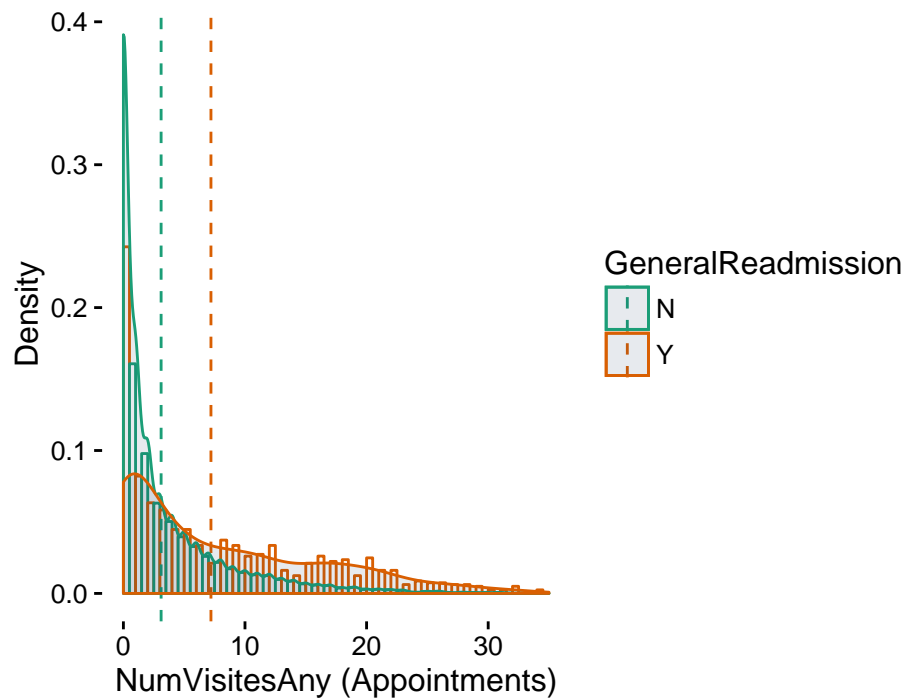 0.4
0.3
0.2
0.1
0.0
Density
0 10 20 30
NumVisitesAny (Appointments)
GeneralReadmission
N
Y